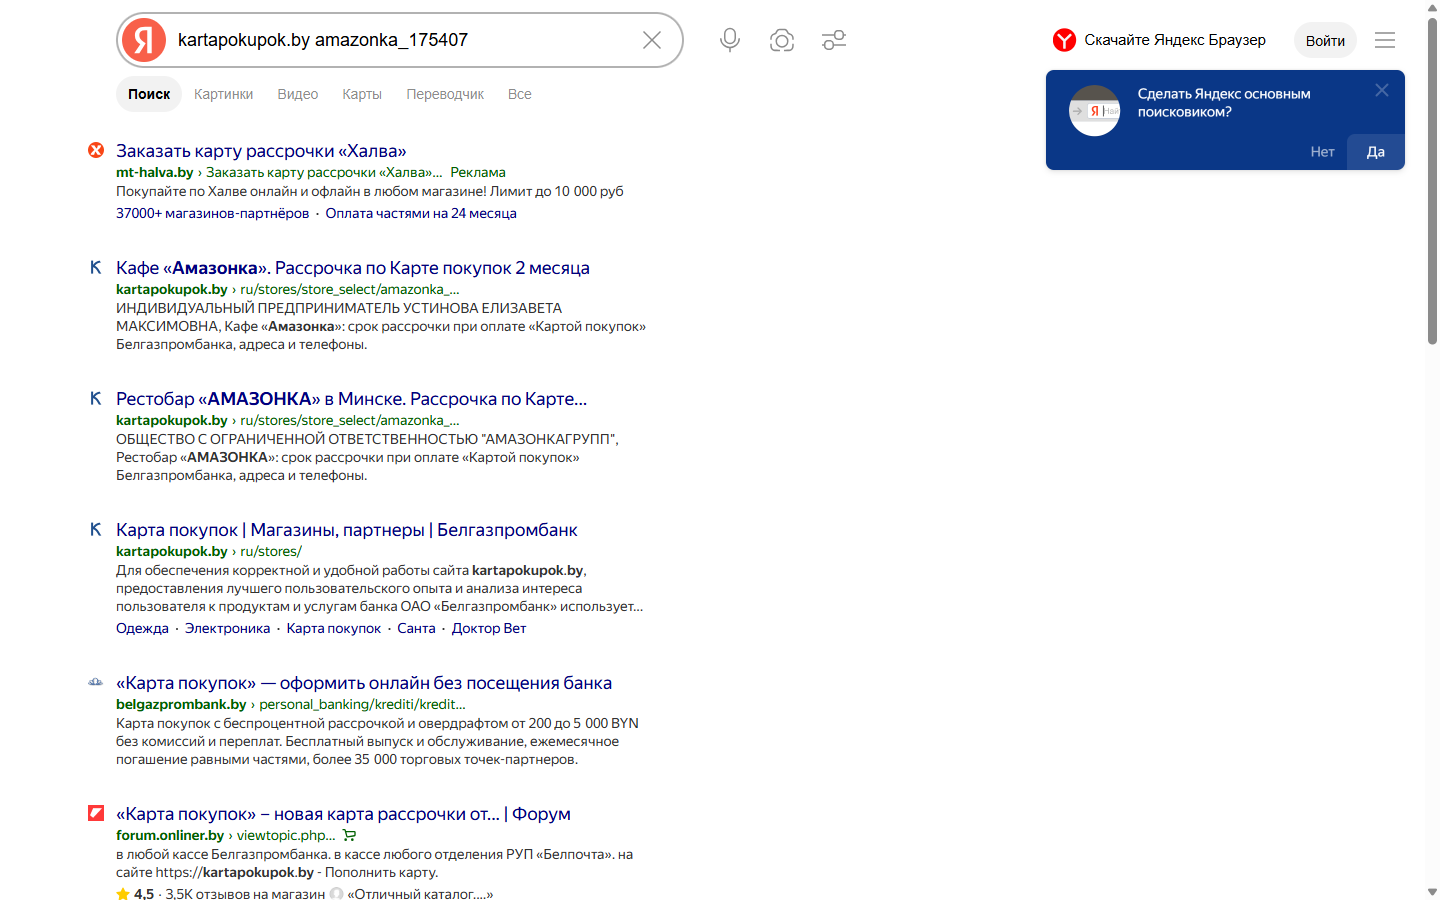 kartapokupok.by amazonka_175407
Скачайте Яндекс Браузер
Войти
Поиск Картинки Видео Карты Переводчик Все
Сделать Яндекс основным
поисковиком?
Нет Да
Заказать карту рассрочки «Халва»
mt-halva.by › Заказать карту рассрочки «Халва»... Реклама
Покупайте по Халве онлайн и офлайн в любом магазине! Лимит до 10 000 руб
37000+ магазинов-партнёров · Оплата частями на 24 месяца
Кафе «Амазонка». Рассрочка по Карте покупок 2 месяца
kartapokupok.by › ru/stores/store_select/amazonka_...
ИНДИВИДУАЛЬНЫЙ ПРЕДПРИНИМАТЕЛЬ УСТИНОВА ЕЛИЗАВЕТА
МАКСИМОВНА, Кафе «Амазонка»: срок рассрочки при оплате «Картой покупок»
Белгазпромбанка, адреса и телефоны.
Рестобар «АМАЗОНКА» в Минске. Рассрочка по Карте...
kartapokupok.by › ru/stores/store_select/amazonka_...
ОБЩЕСТВО С ОГРАНИЧЕННОЙ ОТВЕТСТВЕННОСТЬЮ "АМАЗОНКАГРУПП",
Рестобар «АМАЗОНКА»: срок рассрочки при оплате «Картой покупок»
Белгазпромбанка, адреса и телефоны.
Карта покупок | Магазины, партнеры | Белгазпромбанк
kartapokupok.by › ru/stores/
Для обеспечения корректной и удобной работы сайта kartapokupok.by,
предоставления лучшего пользовательского опыта и анализа интереса
пользователя к продуктам и услугам банка ОАО «Белгазпромбанк» использует...
Одежда · Электроника · Карта покупок · Санта · Доктор Вет
«Карта покупок» — оформить онлайн без посещения банка
belgazprombank.by › personal_banking/krediti/kredit...
Карта покупок с беспроцентной рассрочкой и овердрафтом от 200 до 5 000 BYN
без комиссий и переплат. Бесплатный выпуск и обслуживание, ежемесячное
погашение равными частями, более 35 000 торговых точек-партнеров.
«Карта покупок» – новая карта рассрочки от... | Форум
forum.onliner.by › viewtopic.php...
в любой кассе Белгазпромбанка. в кассе любого отделения РУП «Белпочта». на
сайте https://kartapokupok.by - Пополнить карту.
4,5 · 3,5K отзывов на магазин «Отличный каталог....»